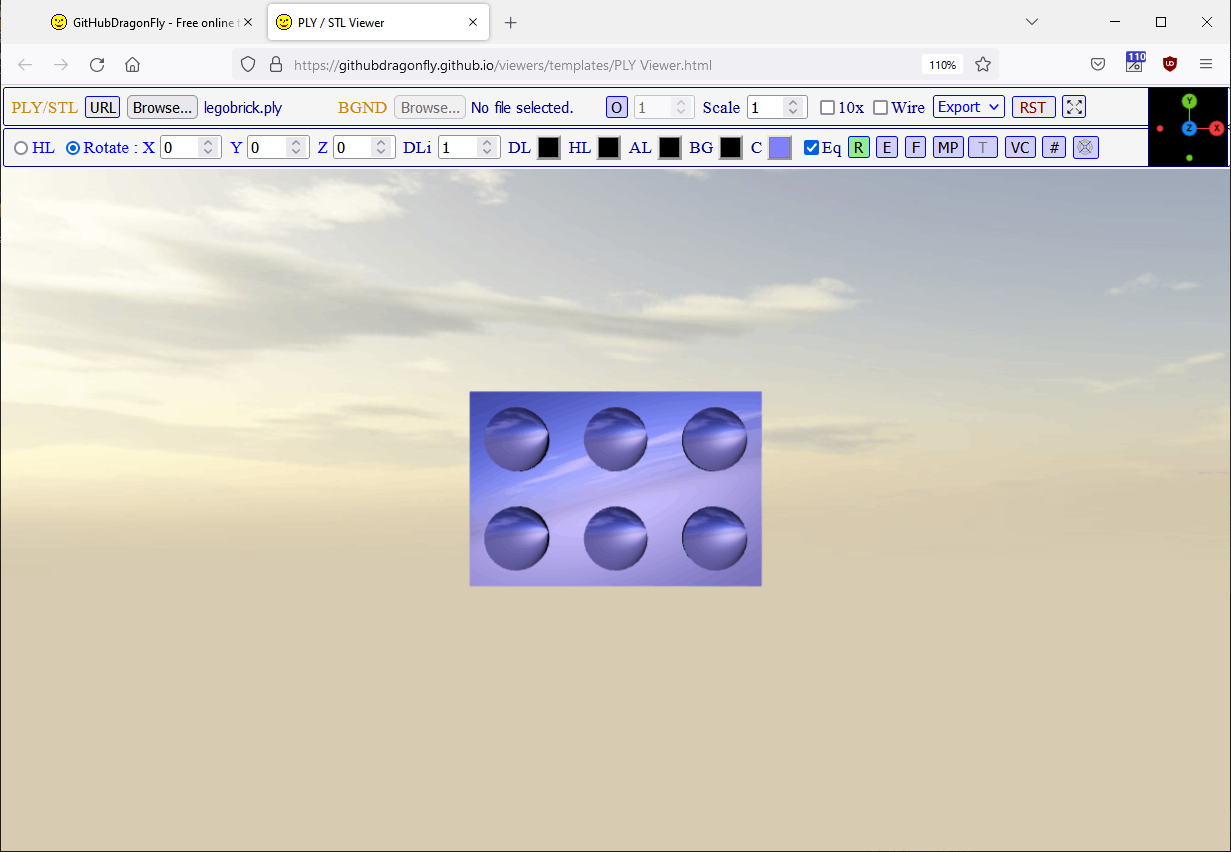 GitHubDragonFly - Free online
PLY / STL Viewer
https://githubdragonfly.github.io/viewers/templates/PLY Viewer.html
110%
110
PLY/STL URL Browse... legobrick.ply BGND Browse... No file selected. O 1 Scale 1 10x Wire Export RST
HL Rotate : X 0 Y 0 Z 0 DLi 1 DL HL AL BG C Eq R E F MP T VC #
Y
Z X